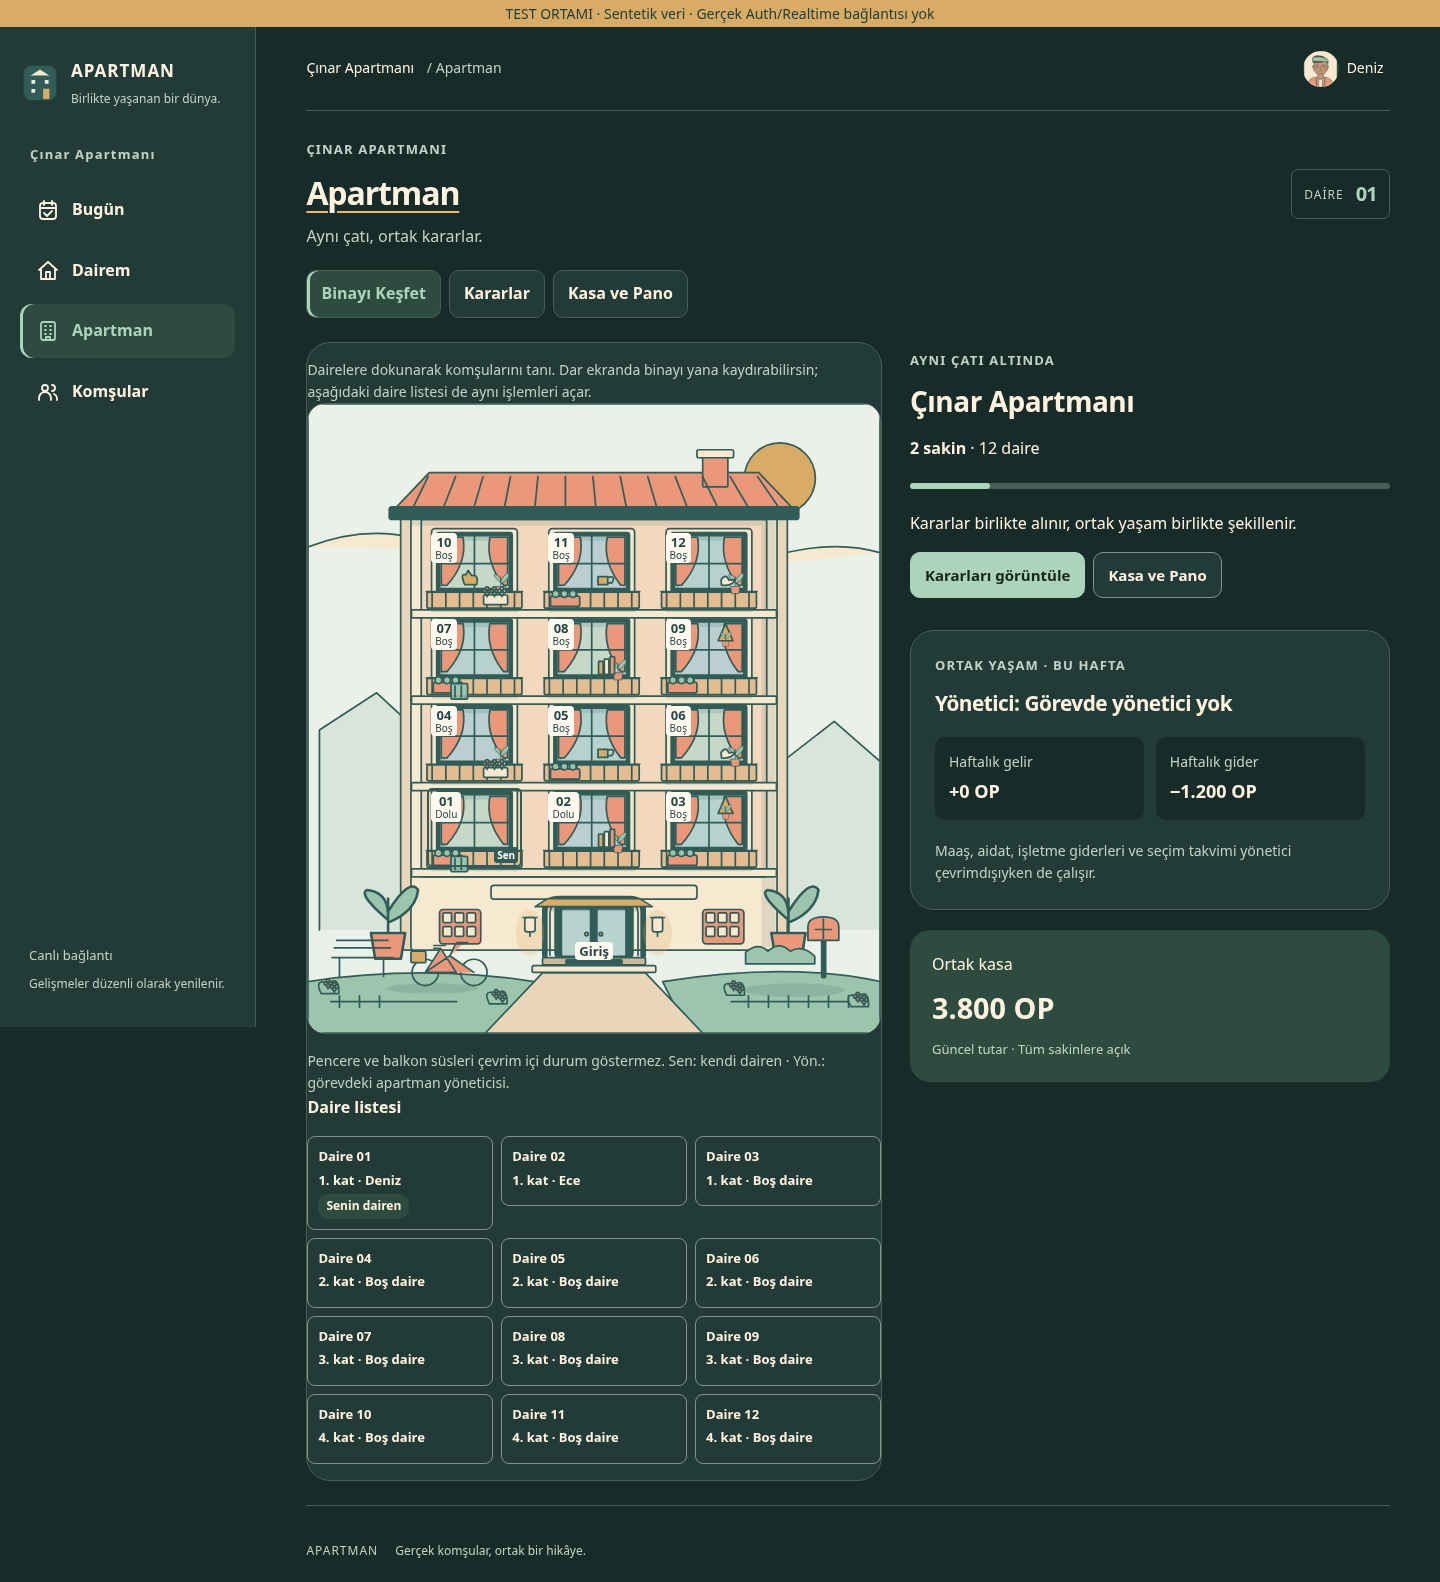 TEST ORTAMI · Sentetik veri · Gerçek Auth/Realtime bağlantısı yok
APARTMAN
Birlikte yaşanan bir dünya.
Çınar Apartmanı
Bugün
Dairem
Apartman
Komşular
Canlı bağlantı
Gelişmeler düzenli olarak yenilenir.
Çınar Apartmanı / Apartman
Deniz
ÇINAR APARTMANI
Apartman
DAİRE 01
Aynı çatı, ortak kararlar.
Binayı Keşfet
Kararlar
Kasa ve Pano
Dairelere dokunarak komşularını tanı. Dar ekranda binayı yana kaydırabilirsin;
aşağıdaki daire listesi de aynı işlemleri açar.
10
Boş
11
Boş
12
Boş
07
Boş
08
Boş
09
Boş
04
Boş
05
Boş
06
Boş
01
Dolu
Sen
02
Dolu
03
Boş
Giriş
Pencere ve balkon süsleri çevrim içi durum göstermez. Sen: kendi dairen · Yön.:
görevdeki apartman yöneticisi.
Daire listesi
Daire 01
1. kat · Deniz
Senin dairen
Daire 02
1. kat · Ece
Daire 03
1. kat · Boş daire
Daire 04
2. kat · Boş daire
Daire 05
2. kat · Boş daire
Daire 06
2. kat · Boş daire
Daire 07
3. kat · Boş daire
Daire 08
3. kat · Boş daire
Daire 09
3. kat · Boş daire
Daire 10
4. kat · Boş daire
Daire 11
4. kat · Boş daire
Daire 12
4. kat · Boş daire
AYNI ÇATI ALTINDA
Çınar Apartmanı
2 sakin · 12 daire
Kararlar birlikte alınır, ortak yaşam birlikte şekillenir.
Kararları görüntüle
Kasa ve Pano
ORTAK YAŞAM · BU HAFTA
Yönetici: Görevde yönetici yok
Haftalık gelir
+0 OP
Haftalık gider
−1.200 OP
Maaş, aidat, işletme giderleri ve seçim takvimi yönetici
çevrimdışıyken de çalışır.
Ortak kasa
3.800 OP
Güncel tutar · Tüm sakinlere açık
APARTMAN Gerçek komşular, ortak bir hikâye.